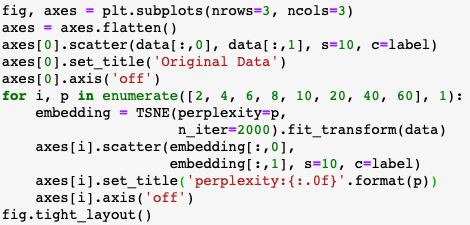 fig, axes = plt.subplots(nrows=3, ncols=3)
axes = axes.flatten()
axes[0].scatter(data[:,0], data[:,1], s=10, c=label)
axes[0].set_title('Original Data')
axes[0].axis('off')
for i, p in enumerate([2, 4, 6, 8, 10, 20, 40, 60], 1):
    embedding = TSNE(perplexity=p,
                     n_iter=2000).fit_transform(data)
    axes[i].scatter(embedding[:,0],
                    embedding[:,1], s=10, c=label)
    axes[i].set_title('perplexity:{:.0f}'.format(p))
    axes[i].axis('off')
fig.tight_layout()